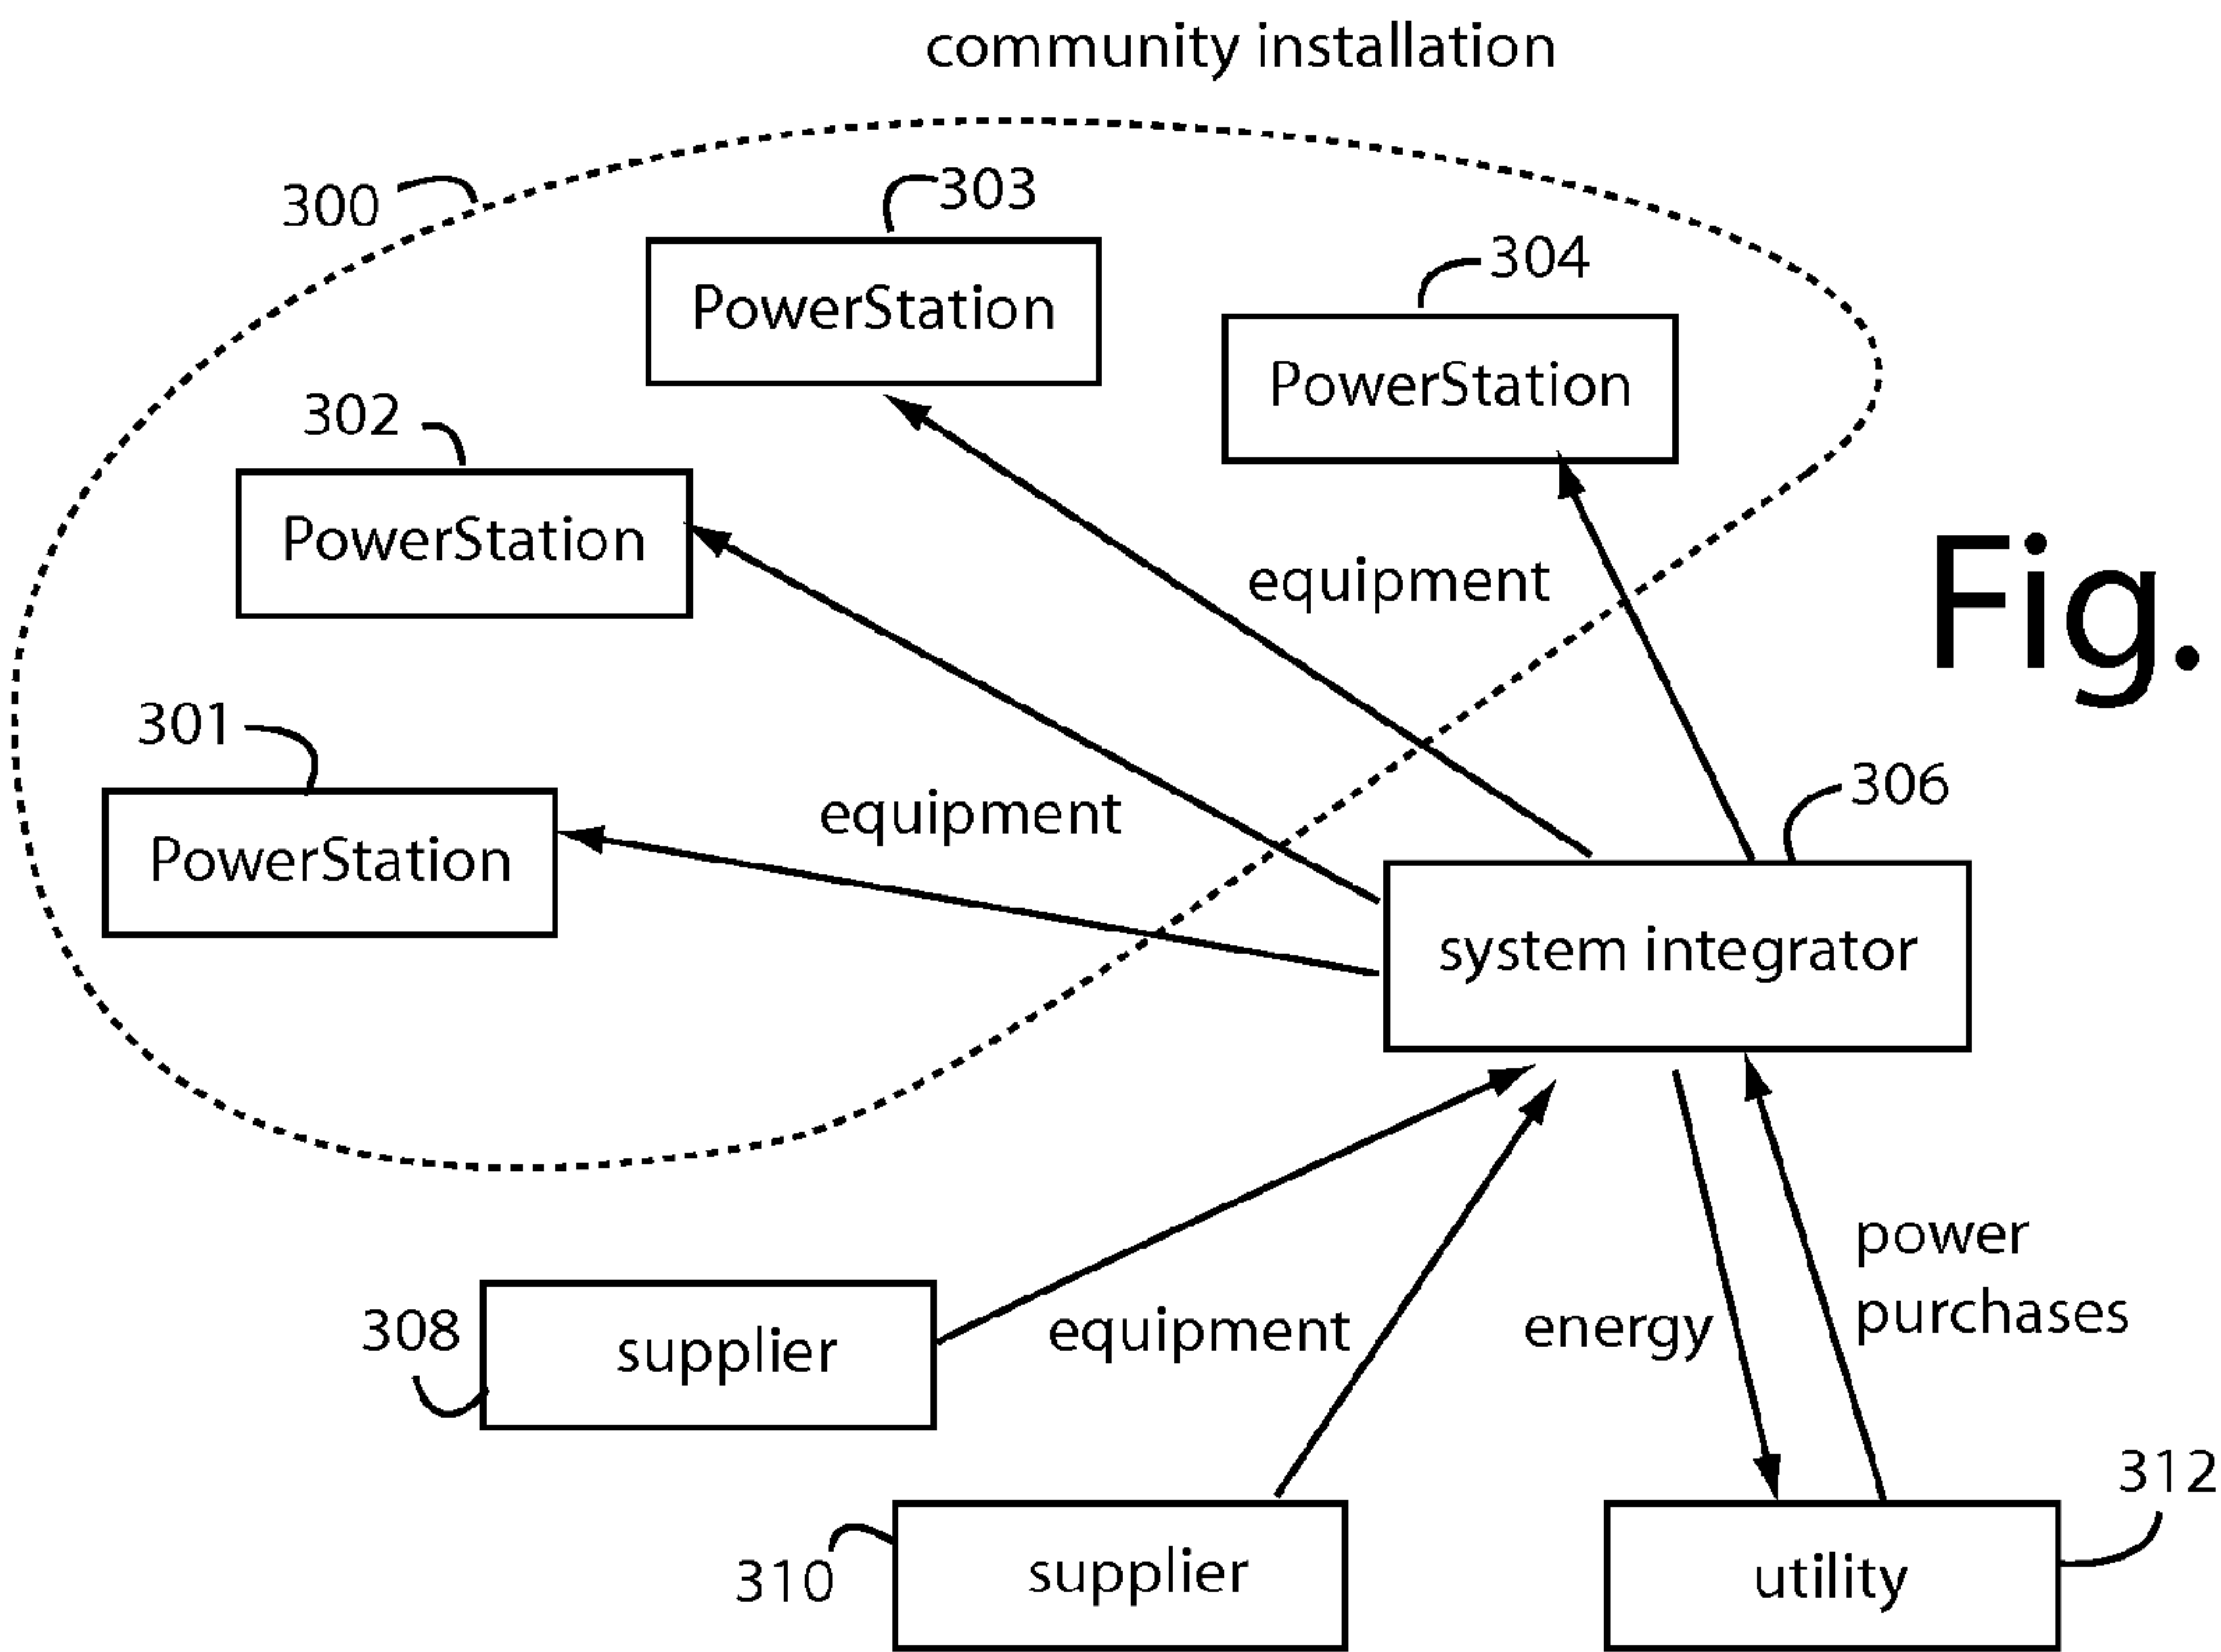 community installation
300
303
PowerStation
304
PowerStation
302
PowerStation
equipment
Fig.
301
PowerStation
equipment
306
system integrator
308
supplier
equipment
energy
power
purchases
310
supplier
312
utility